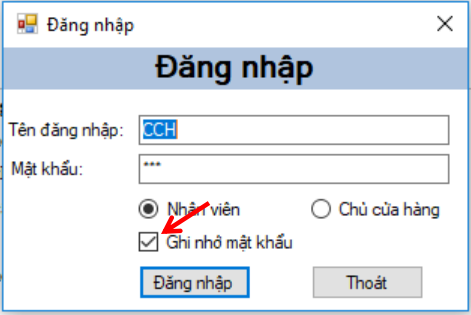 Đăng nhập
Đăng nhập
Tên đăng nhập: CCH
Mật khẩu: ***
Nhân viên Chủ cửa hàng
Ghi nhớ mật khẩu
Đăng nhập Thoát